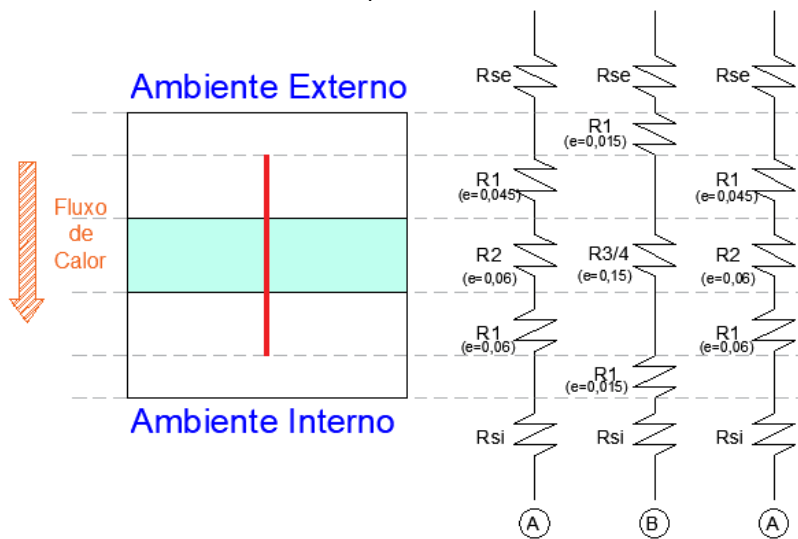 Ambiente Externo
Fluxo
de
Calor
Ambiente Interno
Rse
R1
(e=0,045)
R2
(e=0,06)
R1
(e=0,06)
Rsi
A
Rse
R1
(e=0,015)
R3/4
(e=0,15)
R1
(e=0,015)
Rsi
B
Rse
R1
(e=0,045)
R2
(e=0,06)
R1
(e=0,06)
Rsi
A